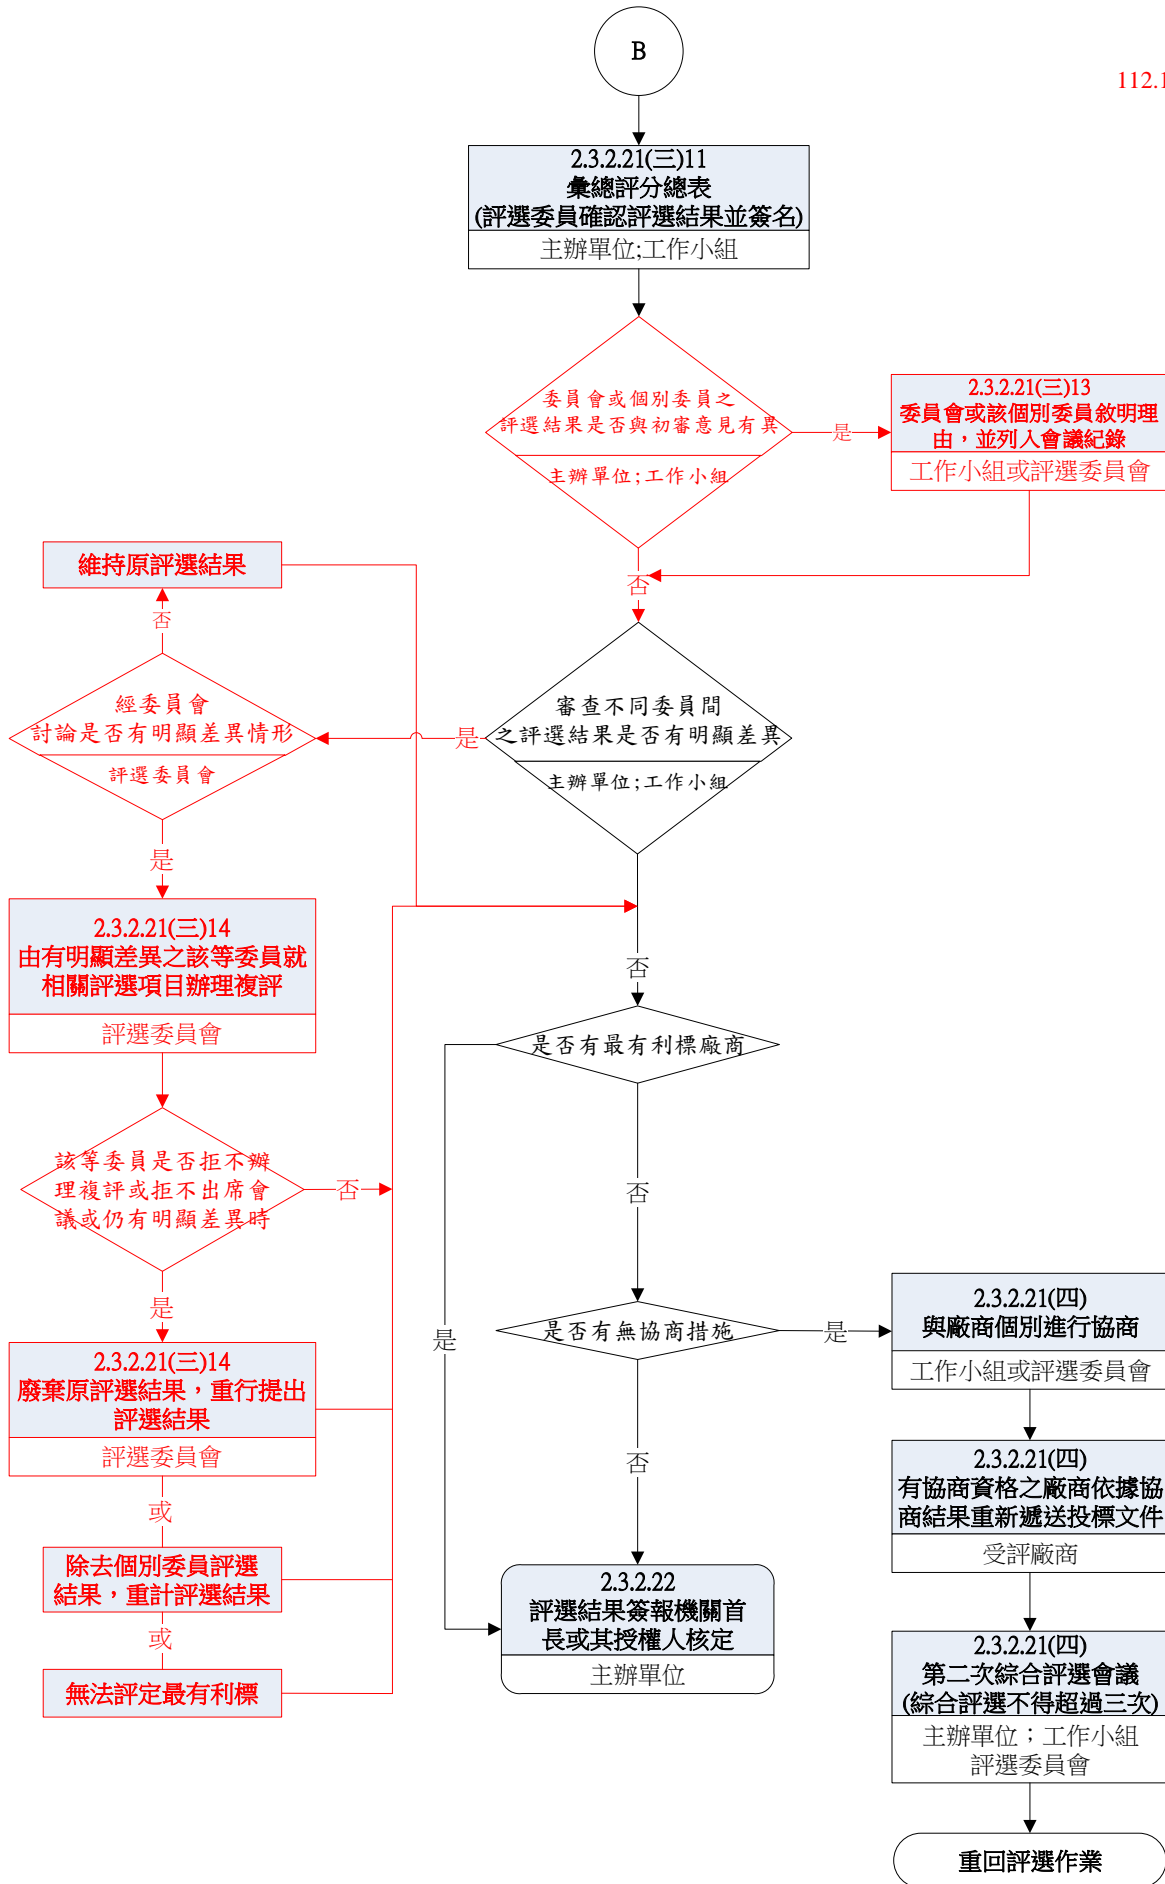 B
112.1
2.3.2.21(三)11
彙總評分總表
(評選委員確認評選結果並簽名)
主辦單位;工作小組
委員會或個別委員之
評選結果是否與初審意見有異
主辦單位;工作小組
是
2.3.2.21(三)13
委員會或該個別委員敘明理
由，並列入會議紀錄
工作小組或評選委員會
否
維持原評選結果
否
經委員會
討論是否有明顯差異情形
評選委員會
是
審查不同委員間
之評選結果是否有明顯差異
主辦單位;工作小組
是
2.3.2.21(三)14
由有明顯差異之該等委員就
相關評選項目辦理複評
評選委員會
否
是否有最有利標廠商
該等委員是否拒不辦
理複評或拒不出席會
議或仍有明顯差異時
否
否
是
是
2.3.2.21(三)14
廢棄原評選結果，重行提出
評選結果
評選委員會
或
除去個別委員評選
結果，重計評選結果
或
無法評定最有利標
是否有無協商措施
是
否
2.3.2.22
評選結果簽報機關首
長或其授權人核定
主辦單位
2.3.2.21(四)
與廠商個別進行協商
工作小組或評選委員會
2.3.2.21(四)
有協商資格之廠商依據協
商結果重新遞送投標文件
受評廠商
2.3.2.21(四)
第二次綜合評選會議
(綜合評選不得超過三次)
主辦單位；工作小組
評選委員會
重回評選作業